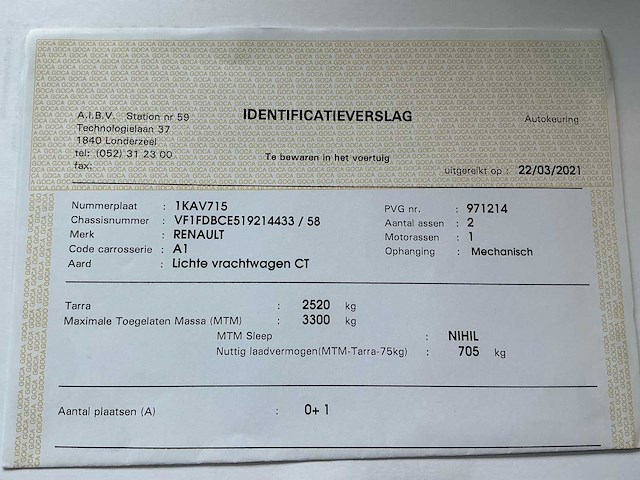 IDENTIFICATIEVERSLAG
A.I.B.V. Station nr 59
Technologielaan 37
1840 Londerzeel
tel: (052) 31 23 00
fax:
Autokeuring
Te bewaren in het voertuig
uitgereikt op : 22/03/2021
Nummerplaat : 1KAV715
Chassisnummer : VF1FDBCE519214433 / 58
Merk : RENAULT
Code carrosserie : A1
Aard : Lichte vrachtwagen CT
PVG nr. : 971214
Aantal assen : 2
Motorassen : 1
Ophanging : Mechanisch
Tarra : 2520 kg
Maximale Toegelaten Massa (MTM) : 3300 kg
MTM Sleep : NIHIL
Nuttig laadvermogen(MTM-Tarra-75kg) : 705 kg
Aantal plaatsen (A) : 0+ 1